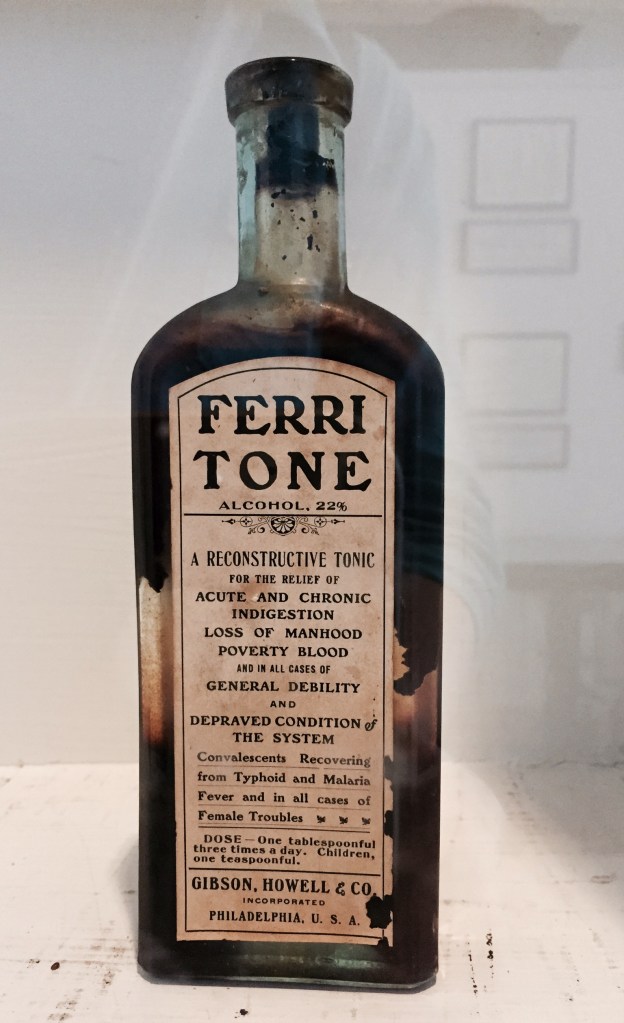 FERRI
TONE
ALCOHOL, 22%
A RECONSTRUCTIVE TONIC
FOR THE RELIEF OF
ACUTE AND CHRONIC
INDIGESTION
LOSS OF MANHOOD
POVERTY BLOOD
AND IN ALL CASES OF
GENERAL DEBILITY
AND
DEPRAVED CONDITION of
THE SYSTEM
Convalescents Recovering
from Typhoid and Malaria
Fever and in all cases of
Female Troubles
DOSE — One tablespoonful
three times a day. Children,
one teaspoonful.
GIBSON, HOWELL & CO.
INCORPORATED
PHILADELPHIA, U. S. A.